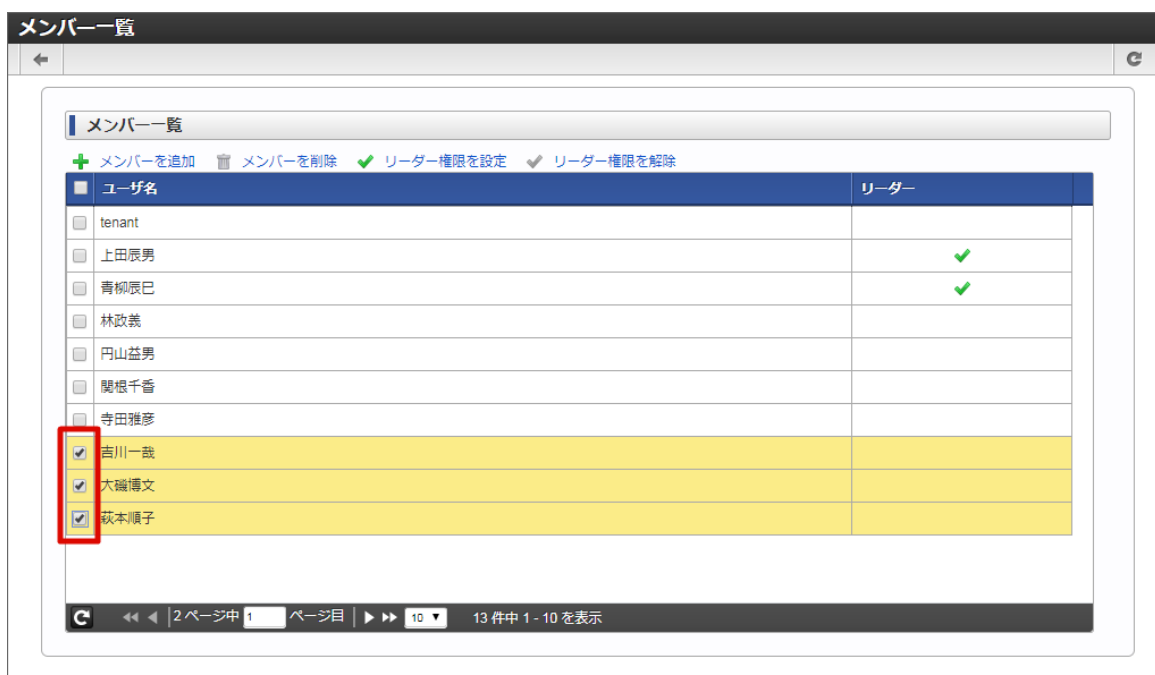 メンバー一覧
メンバー一覧
メンバーを追加 メンバーを削除 リーダー権限を設定 リーダー権限を解除
ユーザ名 リーダー
tenant
上田辰男
青柳辰巳
林政義
円山益男
関根千香
寺田雅彦
吉川一哉
大磯博文
萩本順子
2 ページ中 1 ページ目 10 13 件中 1 - 10 を表示